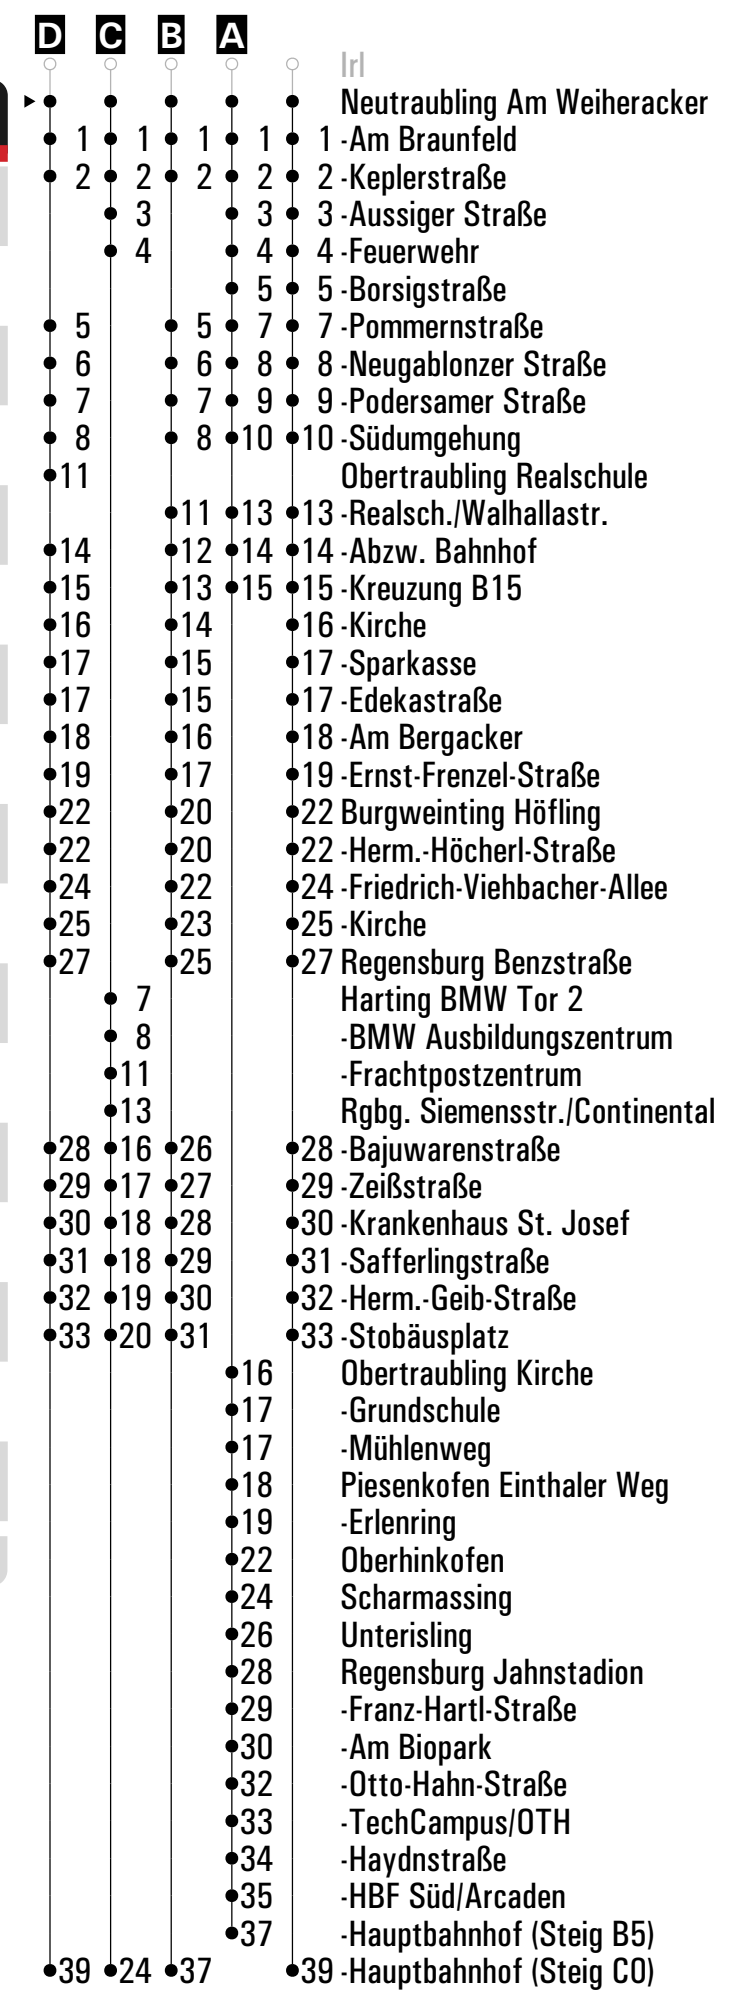 D C B A
Irl
Neutraubling Am Weiheracker
1 1 1 1 1 -Am Braunfeld
2 2 2 2 2 -Keplerstraße
3 3 3 -Aussiger Straße
4 4 4 -Feuerwehr
5 5 -Borsigstraße
5 5 7 7 -Pommernstraße
6 6 8 8 -Neugablonzer Straße
7 7 9 9 -Podersamer Straße
8 8 10 10 -Südumgehung
11 Obertraubling Realschule
11 13 13 -Realsch./Walhallastr.
14 12 14 14 -Abzw. Bahnhof
15 13 15 15 -Kreuzung B15
16 14 16 -Kirche
17 15 17 -Sparkasse
17 15 17 -Edekastraße
18 16 18 -Am Bergacker
19 17 19 -Ernst-Frenzel-Straße
22 20 22 Burgweinting Höfling
22 20 22 -Herm.-Höcherl-Straße
24 22 24 -Friedrich-Viehbacher-Allee
25 23 25 -Kirche
27 25 27 Regensburg Benzstraße
7 Harting BMW Tor 2
8 -BMW Ausbildungszentrum
11 -Frachtpostzentrum
13 Rgbg. Siemensstr./Continental
28 16 26 28 -Bajuwarenstraße
29 17 27 29 -Zeißstraße
30 18 28 30 -Krankenhaus St. Josef
31 18 29 31 -Safferlingstraße
32 19 30 32 -Herm.-Geib-Straße
33 20 31 33 -Stobäusplatz
16 Obertraubling Kirche
17 -Grundschule
17 -Mühlenweg
18 Piesenkofen Einthaler Weg
19 -Erlenring
22 Oberhinkofen
24 Scharmassing
26 Unterisling
28 Regensburg Jahnstadion
29 -Franz-Hartl-Straße
30 -Am Biopark
32 -Otto-Hahn-Straße
33 -TechCampus/OTH
34 -Haydnstraße
35 -HBF Süd/Arcaden
37 -Hauptbahnhof (Steig B5)
39 24 37 39 -Hauptbahnhof (Steig C0)